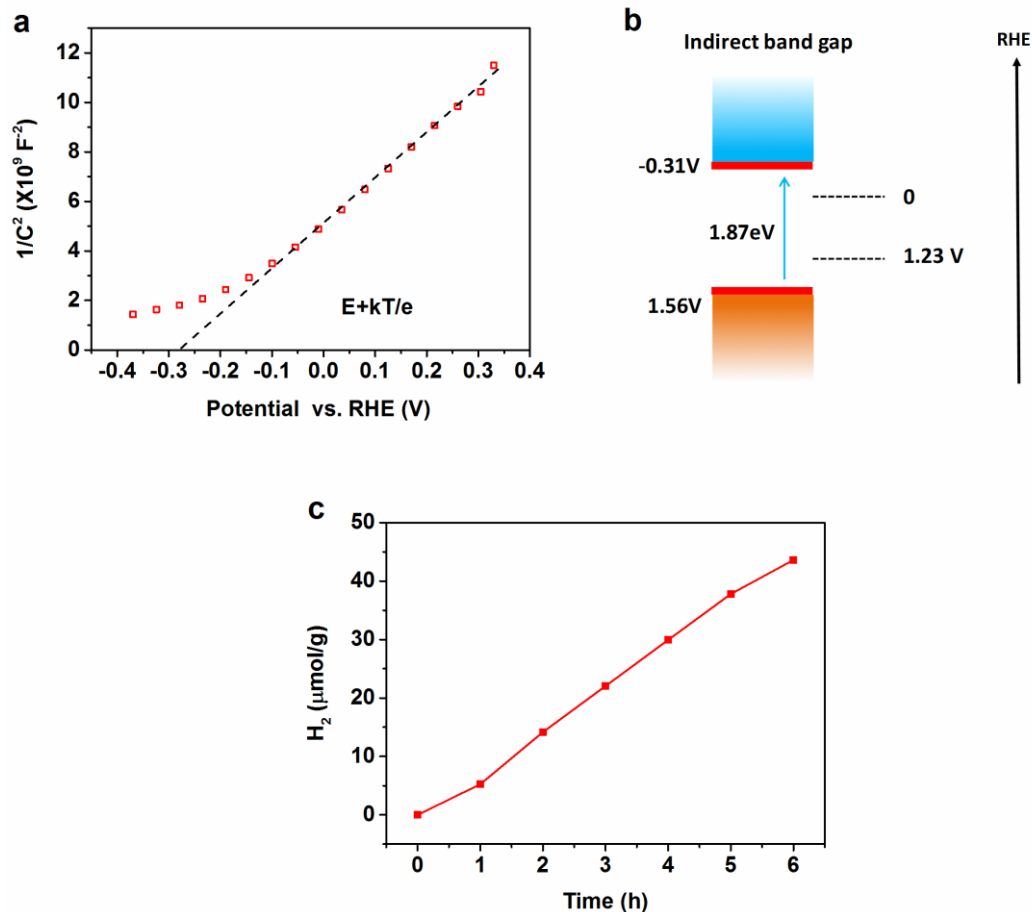 a
12
10
8
6
4
2
0
1/C² (X10⁹ F⁻²)
E+kT/e
-0.4 -0.3 -0.2 -0.1 0.0 0.1 0.2 0.3 0.4
Potential vs. RHE (V)
b
Indirect band gap
RHE
-0.31V
0
1.87eV
1.23 V
1.56V
c
50
40
30
20
10
0
H₂ (μmol/g)
0 1 2 3 4 5 6
Time (h)